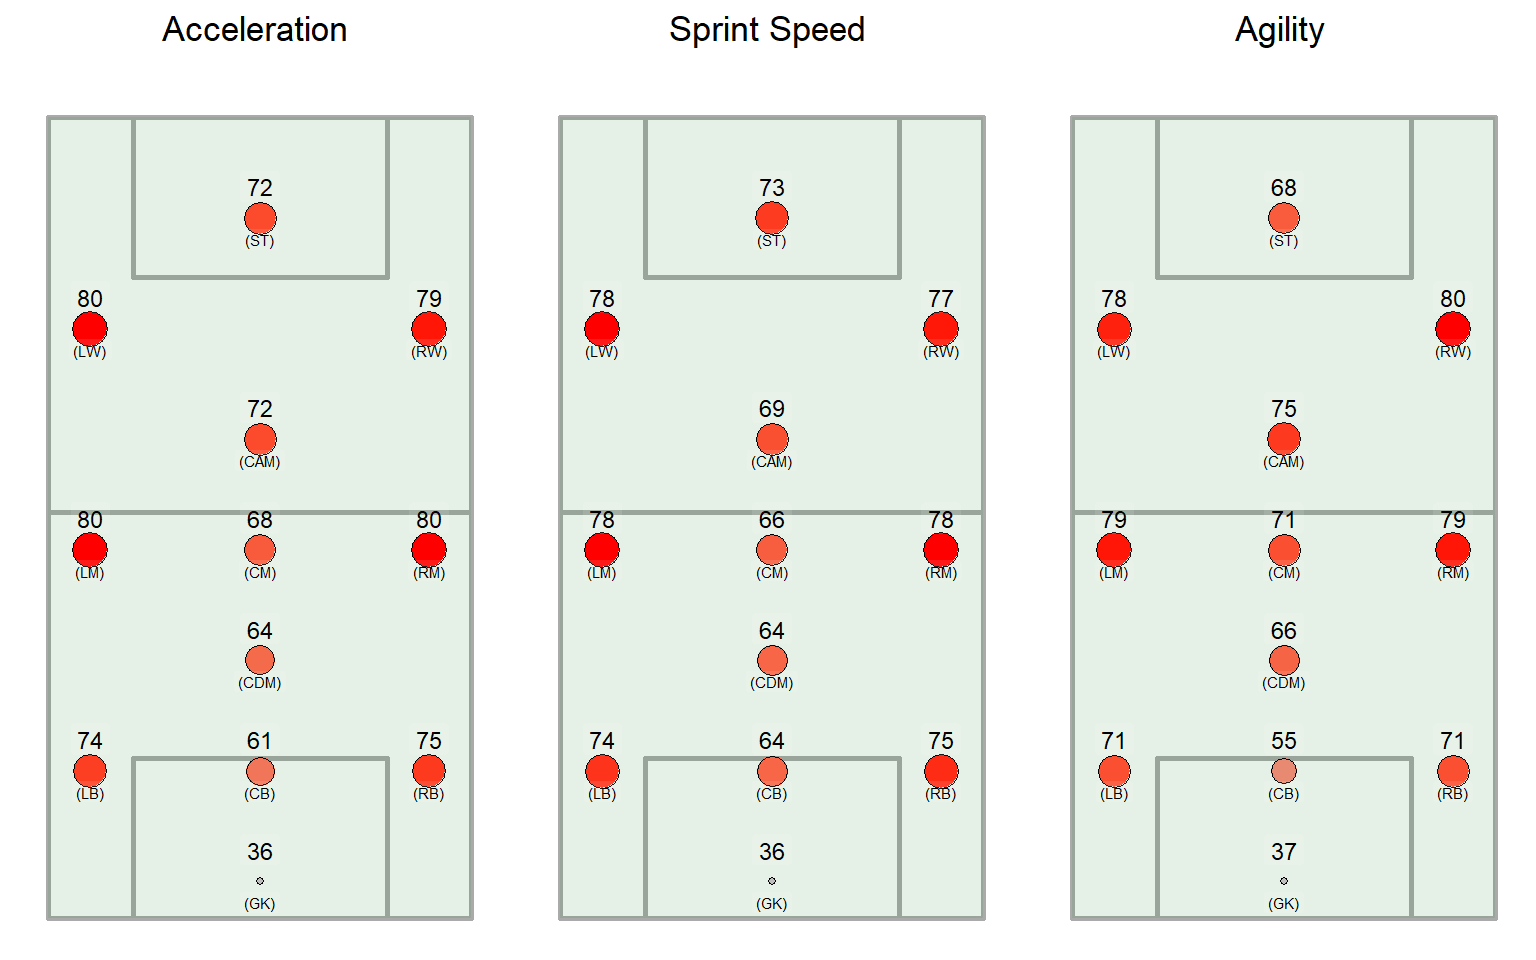 Acceleration
72
(ST)
80 79
(LW) (RW)
72
(CAM)
80 68 80
(LM) (CM) (RM)
64
(CDM)
74 61 75
(LB) (CB) (RB)
36
(GK)
Sprint Speed
73
(ST)
78 77
(LW) (RW)
69
(CAM)
78 66 78
(LM) (CM) (RM)
64
(CDM)
74 64 75
(LB) (CB) (RB)
36
(GK)
Agility
68
(ST)
78 80
(LW) (RW)
75
(CAM)
79 71 79
(LM) (CM) (RM)
66
(CDM)
71 55 71
(LB) (CB) (RB)
37
(GK)